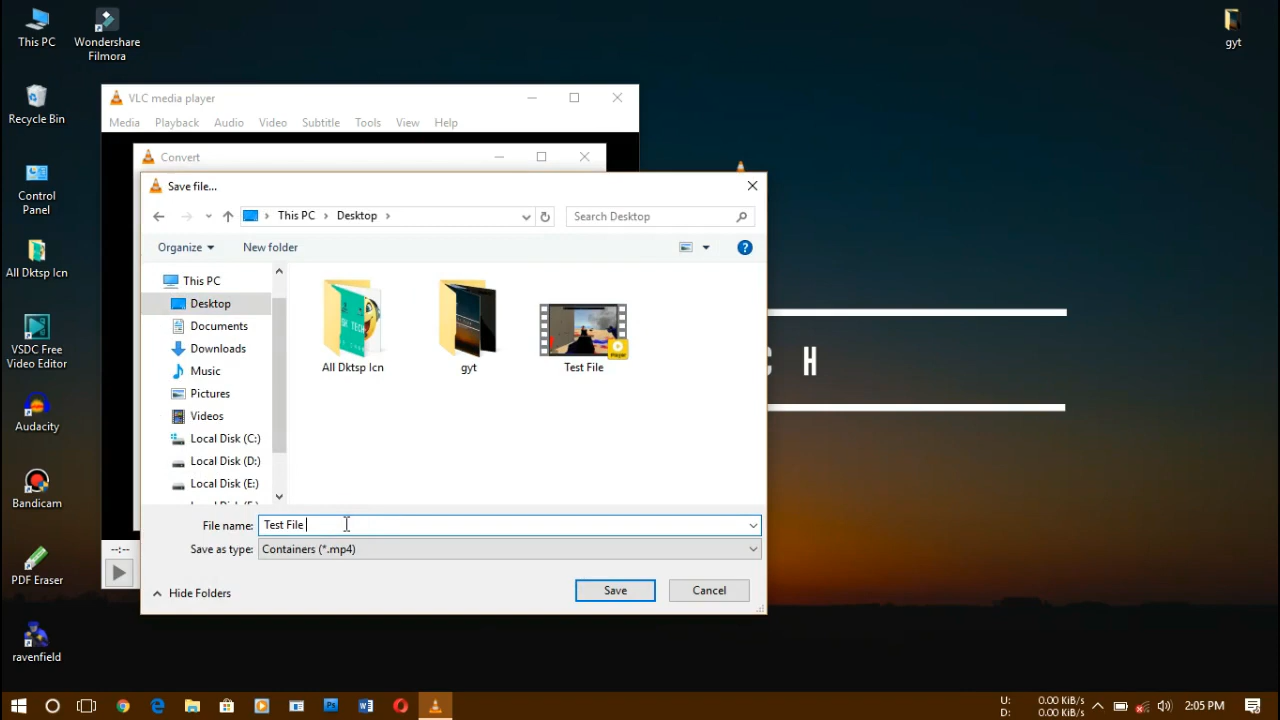 This PC
Wondershare
Filmora
gyt
Recycle Bin
Control
Panel
All Dktsp Icn
VSDC Free
Video Editor
Audacity
Bandicam
PDF Eraser
ravenfield
VLC media player
Media Playback Audio Video Subtitle Tools View Help
Convert
Save file...
This PC > Desktop >
Search Desktop
Organize
New folder
This PC
Desktop
Documents
Downloads
Music
Pictures
Videos
Local Disk (C:)
Local Disk (D:)
Local Disk (E:)
All Dktsp Icn
gyt
Player
Test File
File name: Test File
Save as type: Containers (*.mp4)
Hide Folders
Save
Cancel
--:--
C H
U: 0.00 KiB/s
D: 0.00 KiB/s
2:05 PM